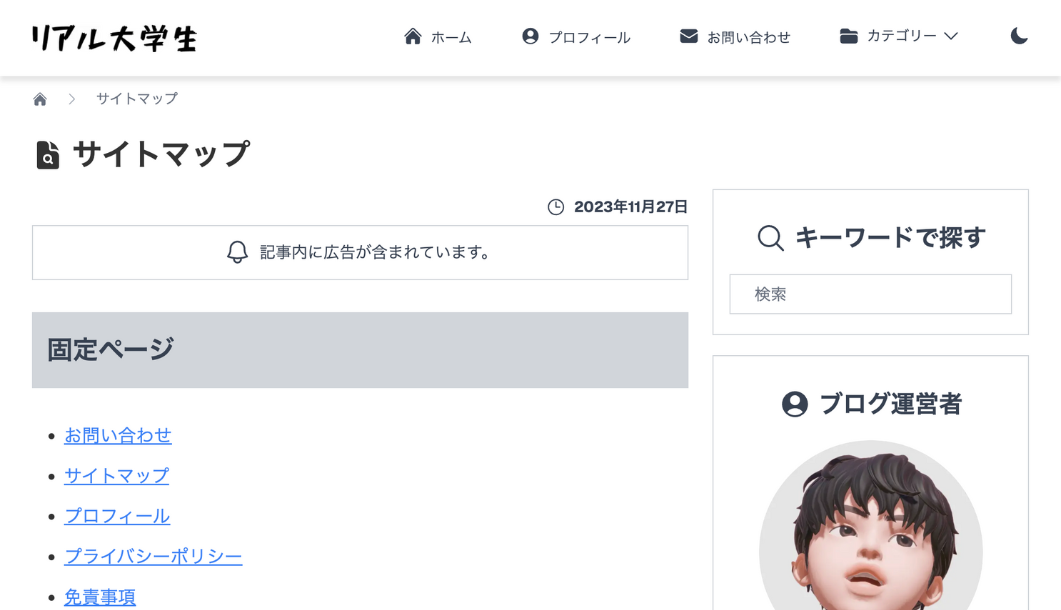 リアル大学生
ホーム
プロフィール
お問い合わせ
カテゴリー
サイトマップ
サイトマップ
2023年11月27日
記事内に広告が含まれています。
固定ページ
お問い合わせ
サイトマップ
プロフィール
プライバシーポリシー
免責事項
キーワードで探す
検索
ブログ運営者